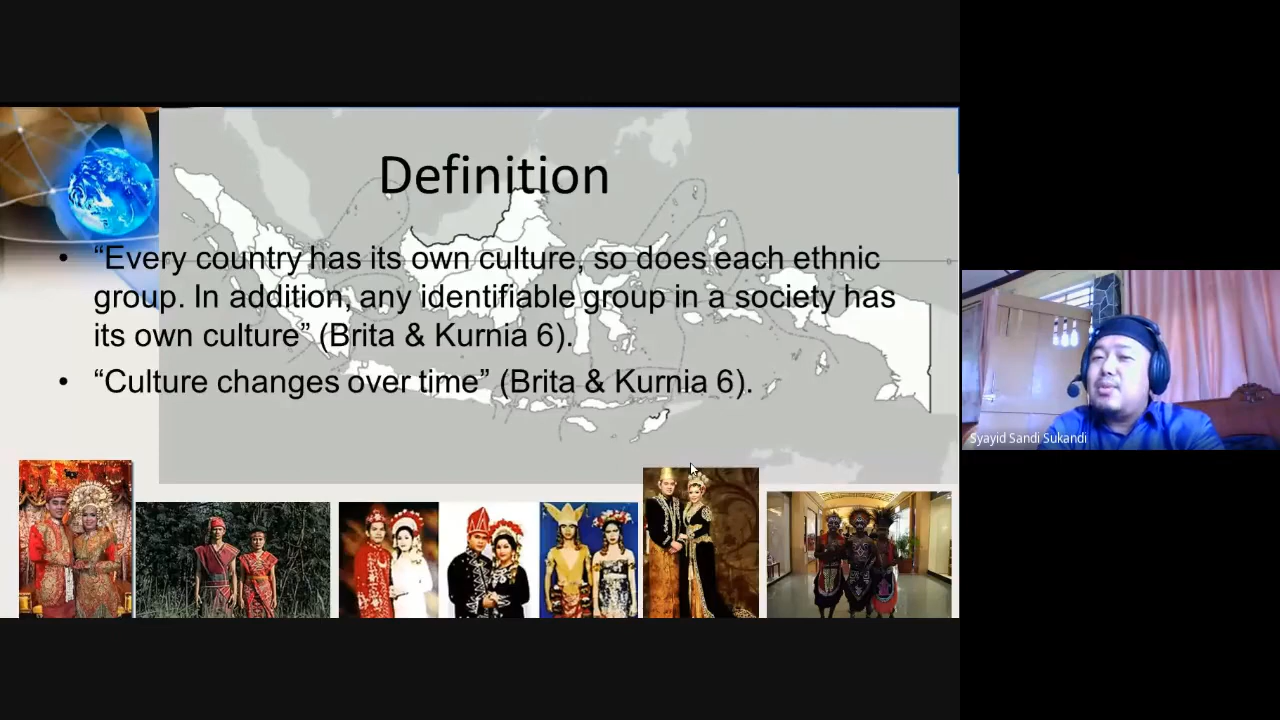 Definition
• “Every country has its own culture, so does each ethnic
group. In addition, any identifiable group in a society has
its own culture” (Brita & Kurnia 6).
• “Culture changes over time” (Brita & Kurnia 6).
Syayid Sandi Sukandi